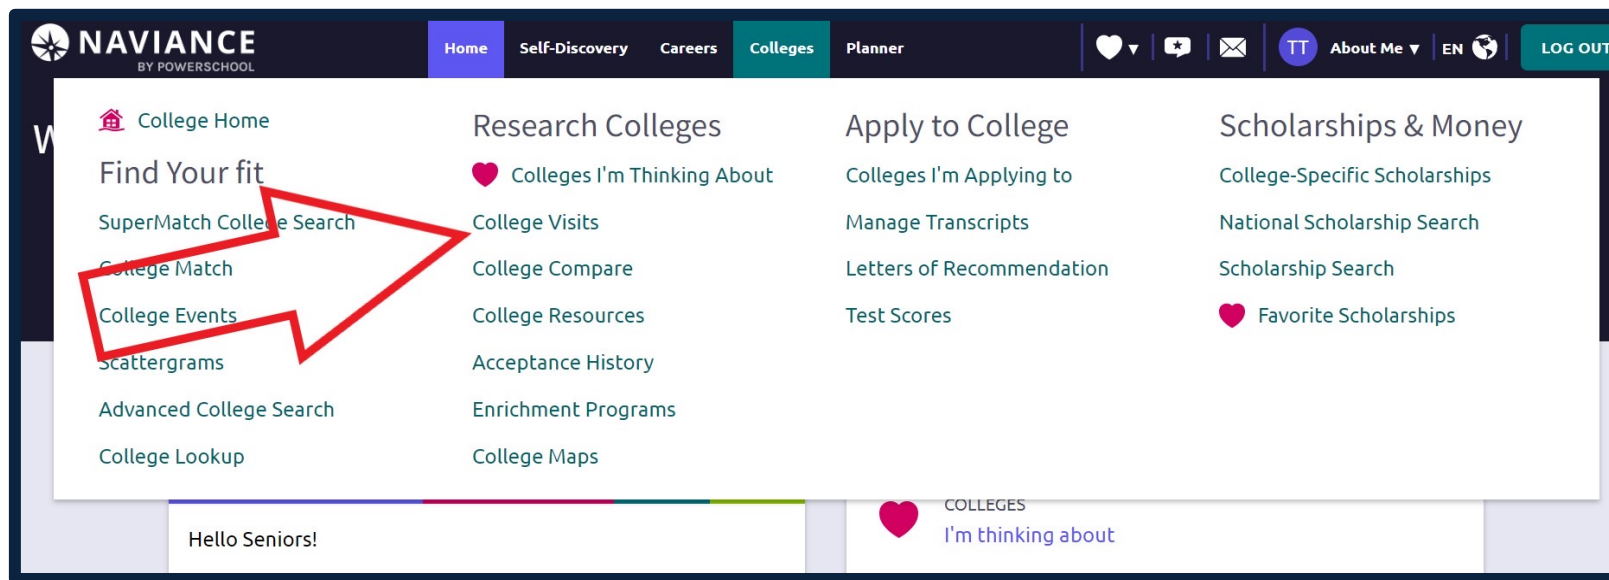 NAVIANCE
BY POWERSCHOOL
Home
Self-Discovery
Careers
Colleges
Planner
TT
About Me
EN
LOG OUT
W
College Home
Find Your fit
SuperMatch College Search
College Match
College Events
Scattergrams
Advanced College Search
College Lookup
Research Colleges
Colleges I'm Thinking About
College Visits
College Compare
College Resources
Acceptance History
Enrichment Programs
College Maps
Apply to College
Colleges I'm Applying to
Manage Transcripts
Letters of Recommendation
Test Scores
Scholarships & Money
College-Specific Scholarships
National Scholarship Search
Scholarship Search
Favorite Scholarships
Hello Seniors!
COLLEGES
I'm thinking about